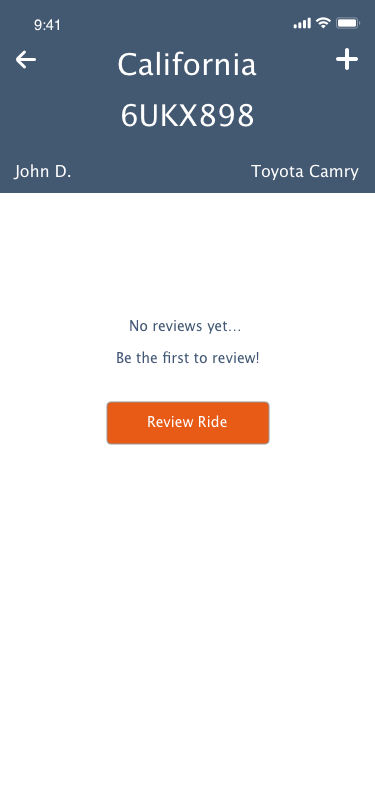 9:41
California
6UKX898
John D.
Toyota Camry
No reviews yet...
Be the first to review!
Review Ride